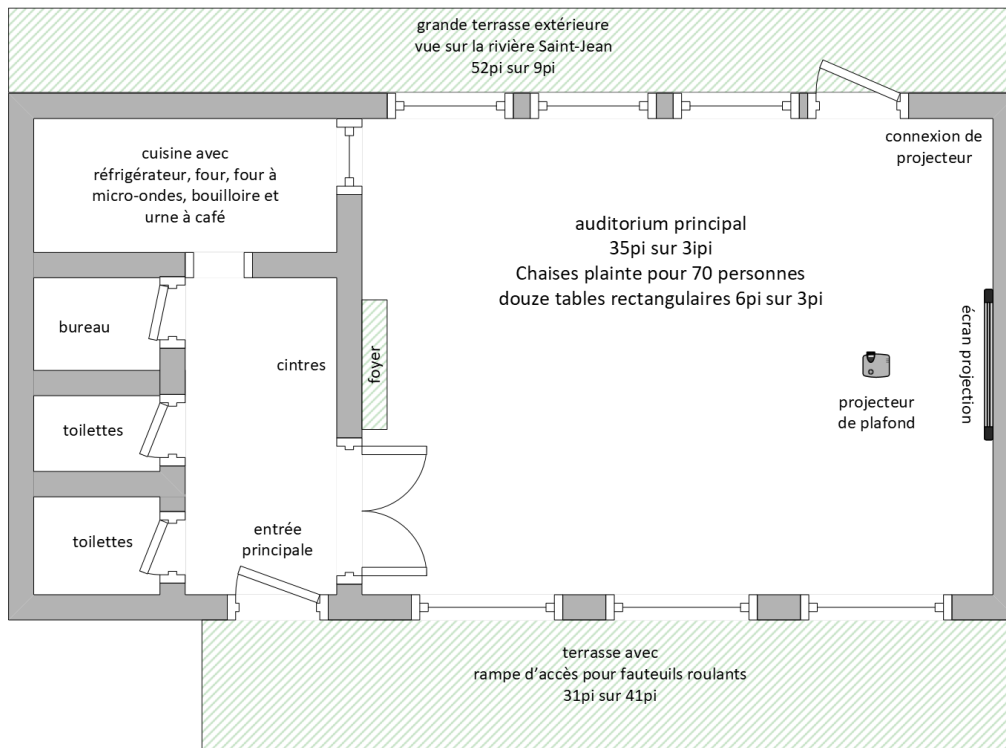 grande terrasse extérieure
vue sur la rivière Saint-Jean
52pi sur 9pi
connexion de
projecteur
cuisine avec
réfrigérateur, four, four à
micro-ondes, bouilloire et
urne à café
auditorium principal
35pi sur 3ipi
Chaises plainte pour 70 personnes
douze tables rectangulaires 6pi sur 3pi
bureau
cintres
foyer
écran projection
projecteur
de plafond
toilettes
toilettes
entrée
principale
terrasse avec
rampe d’accès pour fauteuils roulants
31pi sur 41pi